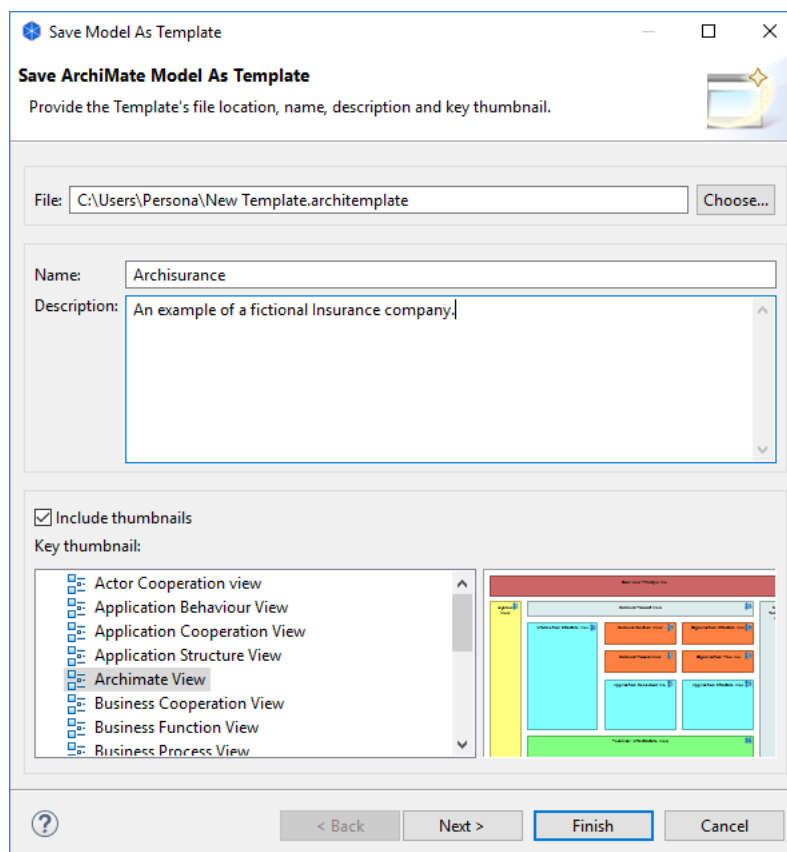 Save Model As Template
Save ArchiMate Model As Template
Provide the Template's file location, name, description and key thumbnail.
File: C:\Users\Persona\New Template.architemplate Choose...
Name: Archisurance
Description: An example of a fictional Insurance company.
Include thumbnails
Key thumbnail:
Actor Cooperation view
Application Behaviour View
Application Cooperation View
Application Structure View
Archimate View
Business Cooperation View
Business Function View
Business Process View
? < Back Next > Finish Cancel